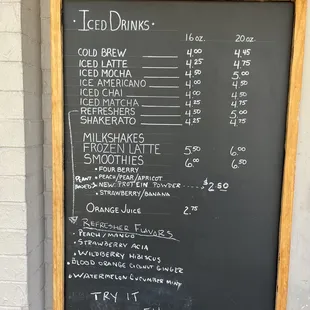 • ICED DRINKS •
16 oz. 20 oz.
COLD BREW 4.00 4.45
ICED LATTE 4.25 4.75
ICED MOCHA 4.50 5.00
ICE AMERICANO 4.00 4.50
ICED CHAI 4.00 4.50
ICED MATCHA 4.25 4.75
REFRESHERS 4.50 5.00
SHAKERATO 4.25 4.75
MILKSHAKES
FROZEN LATTE 5.50 6.50
SMOOTHIES 6.00 6.50
• FOUR BERRY
PLANT • PEACH/PEAR/APRICOT
BASED • NEW: PROTEIN POWDER $2.50
• STRAWBERRY/BANANA
ORANGE JUICE 2.75
REFRESHER FLAVORS
• PEACH/MANGO
• STRAWBERRY ACIA
• WILDBERRY HIBISCUS
• BLOOD ORANGE COCONUT GINGER
• WATERMELON CUCUMBER MINT
TRY IT